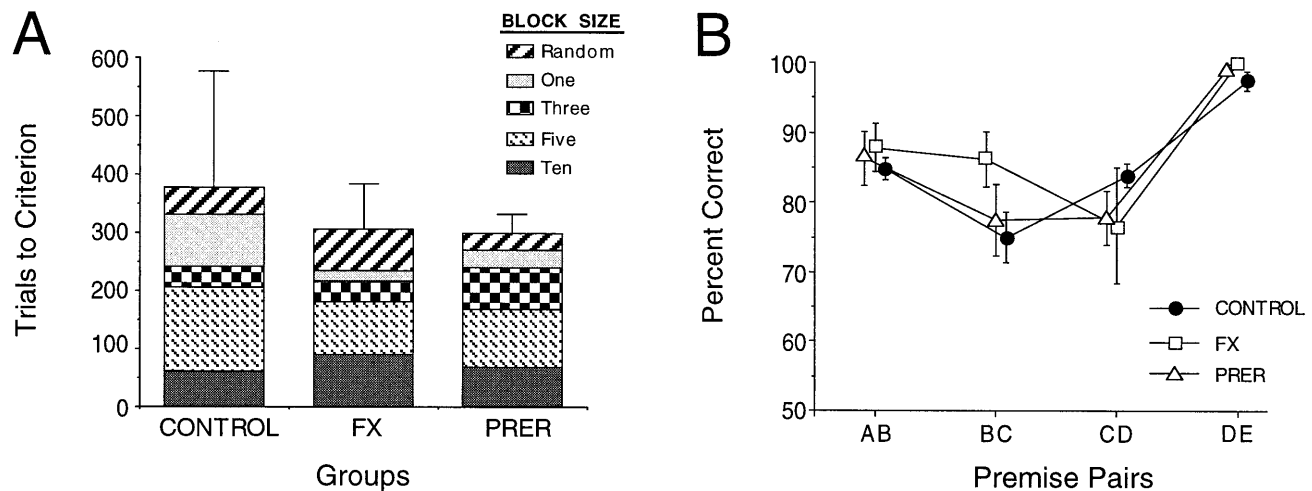 A
BLOCK SIZE
Random
One
Three
Five
Ten
600
500
400
300
200
100
0
Trials to Criterion
CONTROL FX PRER
Groups
B
100
90
80
70
60
50
Percent Correct
CONTROL
FX
PRER
AB BC CD DE
Premise Pairs